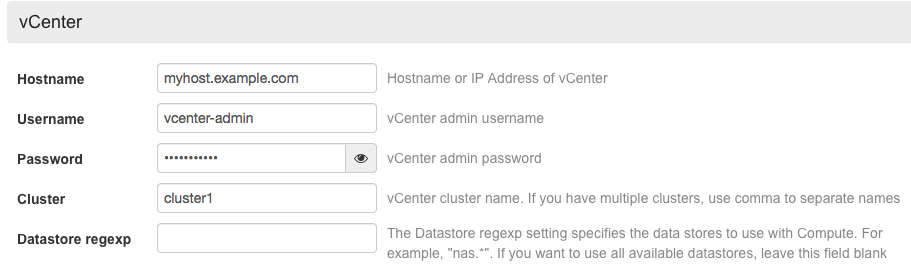 vCenter
Hostname myhost.example.com Hostname or IP Address of vCenter
Username vcenter-admin vCenter admin username
Password ••••••••••• vCenter admin password
Cluster cluster1 vCenter cluster name. If you have multiple clusters, use comma to separate names
Datastore regexp The Datastore regexp setting specifies the data stores to use with Compute. For
example, "nas.*". If you want to use all available datastores, leave this field blank